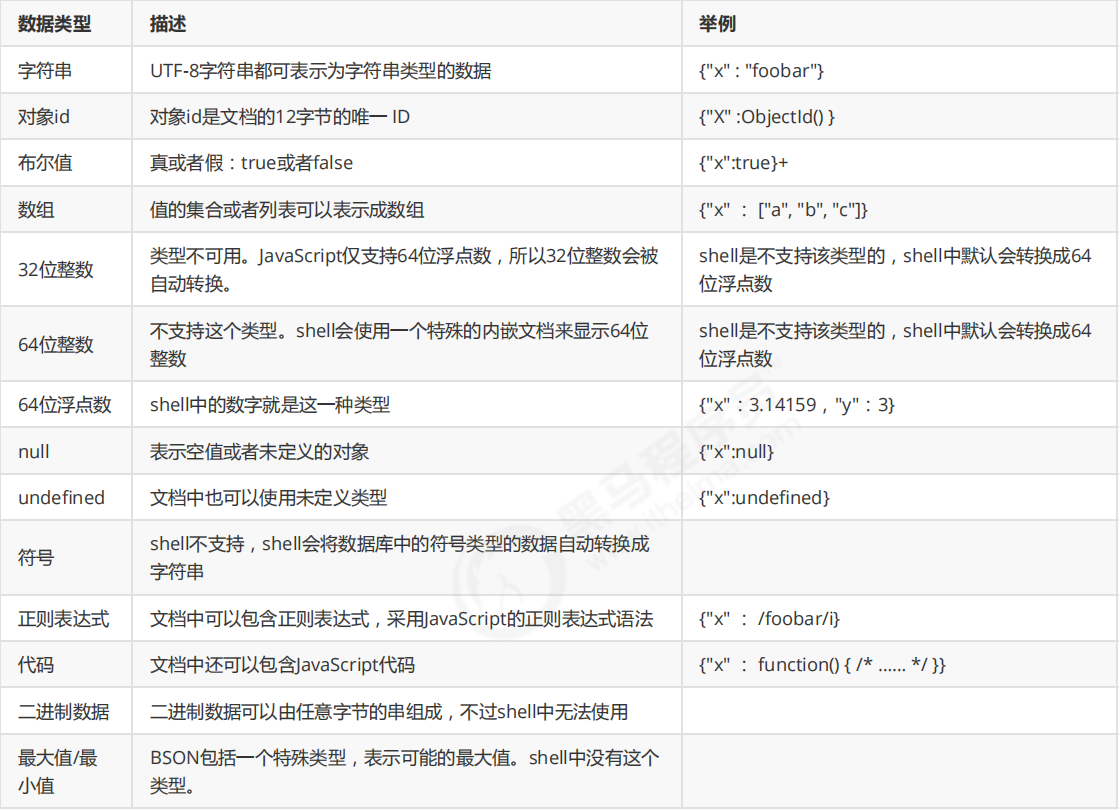 数据类型 描述 举例
字符串 UTF-8字符串都可表示为字符串类型的数据 {"x" : "foobar"}
对象id 对象id是文档的12字节的唯一 ID {"X" :ObjectId() }
布尔值 真或者假：true或者false {"x":true}+
数组 值的集合或者列表可以表示成数组 {"x" ： ["a", "b", "c"]}
32位整数 类型不可用。JavaScript仅支持64位浮点数，所以32位整数会被 shell是不支持该类型的，shell中默认会转换成64
自动转换。 位浮点数
64位整数 不支持这个类型。shell会使用一个特殊的内嵌文档来显示64位 shell是不支持该类型的，shell中默认会转换成64
整数 位浮点数
64位浮点数 shell中的数字就是这一种类型 {"x"：3.14159，"y"：3}
null 表示空值或者未定义的对象 {"x":null}
undefined 文档中也可以使用未定义类型 {"x":undefined}
符号 shell不支持，shell会将数据库中的符号类型的数据自动转换成
字符串
正则表达式 文档中可以包含正则表达式，采用JavaScript的正则表达式语法 {"x" ： /foobar/i}
代码 文档中还可以包含JavaScript代码 {"x" ： function() { /* …… */ }}
二进制数据 二进制数据可以由任意字节的串组成，不过shell中无法使用
最大值/最 BSON包括一个特殊类型，表示可能的最大值。shell中没有这个
小值 类型。
黑马程序员
www.itheima.com